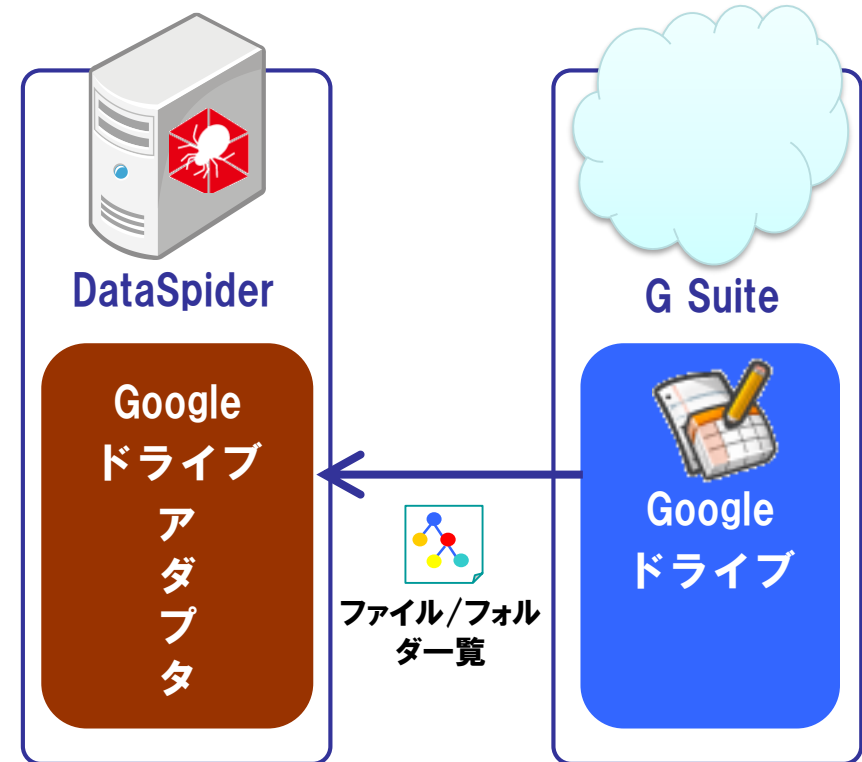 DataSpider
Google
ドライブ
ア
ダ
プ
タ
ファイル/フォル
ダ一覧
G Suite
Google
ドライブ